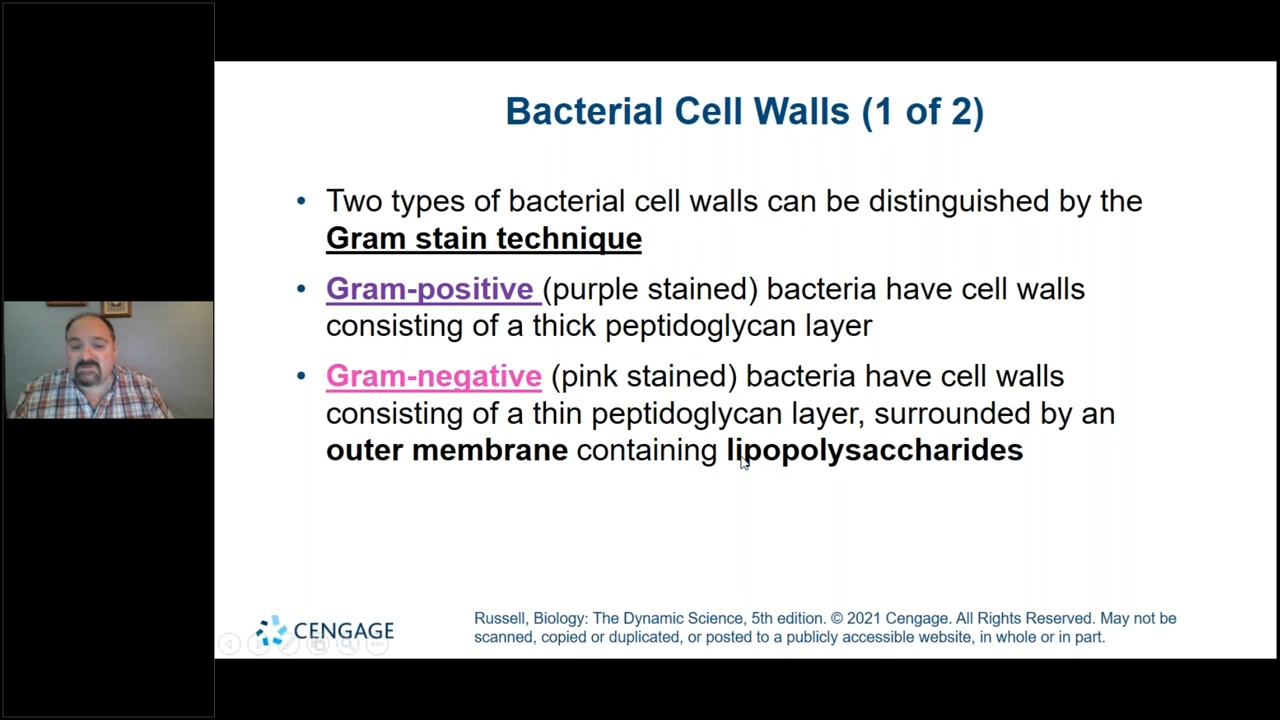 Bacterial Cell Walls (1 of 2)
• Two types of bacterial cell walls can be distinguished by the
Gram stain technique
• Gram-positive (purple stained) bacteria have cell walls
consisting of a thick peptidoglycan layer
• Gram-negative (pink stained) bacteria have cell walls
consisting of a thin peptidoglycan layer, surrounded by an
outer membrane containing lipopolysaccharides
CENGAGE
Russell, Biology: The Dynamic Science, 5th edition. © 2021 Cengage. All Rights Reserved. May not be
scanned, copied or duplicated, or posted to a publicly accessible website, in whole or in part.